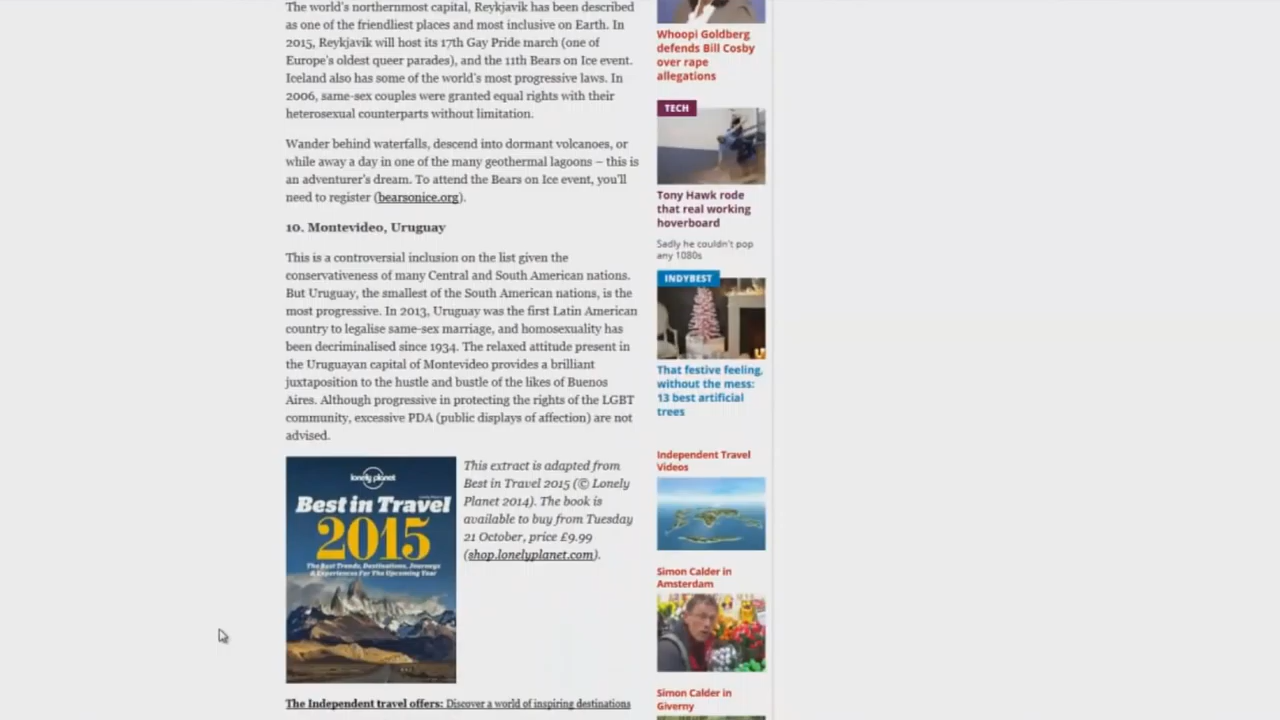 The world's northernmost capital, Reykjavik has been described
as one of the friendliest places and most inclusive on Earth. In
2015, Reykjavik will host its 17th Gay Pride march (one of
Europe's oldest queer parades), and the 11th Bears on Ice event.
Iceland also has some of the world's most progressive laws. In
2006, same-sex couples were granted equal rights with their
heterosexual counterparts without limitation.
Wander behind waterfalls, descend into dormant volcanoes, or
while away a day in one of the many geothermal lagoons – this is
an adventurer's dream. To attend the Bears on Ice event, you'll
need to register (bearsonice.org).
10. Montevideo, Uruguay
This is a controversial inclusion on the list given the
conservativeness of many Central and South American nations.
But Uruguay, the smallest of the South American nations, is the
most progressive. In 2013, Uruguay was the first Latin American
country to legalise same-sex marriage, and homosexuality has
been decriminalised since 1934. The relaxed attitude present in
the Uruguayan capital of Montevideo provides a brilliant
juxtaposition to the hustle and bustle of the likes of Buenos
Aires. Although progressive in protecting the rights of the LGBT
community, excessive PDA (public displays of affection) are not
advised.
lonely planet
Best in Travel
2015
The Best Trends, Destinations, Journeys
& Experiences For The Upcoming Year
This extract is adapted from
Best in Travel 2015 (© Lonely
Planet 2014). The book is
available to buy from Tuesday
21 October, price £9.99
(shop.lonelyplanet.com).
The Independent travel offers: Discover a world of inspiring destinations
Whoopi Goldberg
defends Bill Cosby
over rape
allegations
TECH
Tony Hawk rode
that real working
hoverboard
Sadly he couldn't pop
any 1080s
INDYBEST
That festive feeling,
without the mess:
13 best artificial
trees
Independent Travel
Videos
Simon Calder in
Amsterdam
Simon Calder in
Giverny